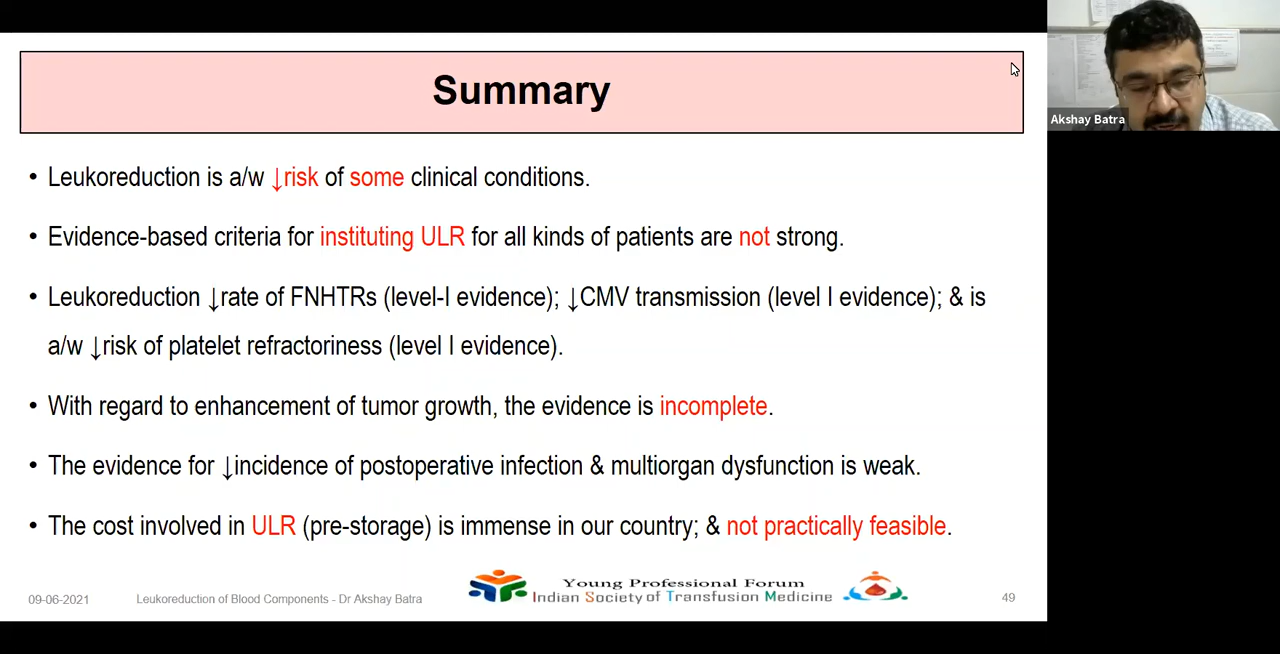 Summary
Akshay Batra
• Leukoreduction is a/w ↓risk of some clinical conditions.
• Evidence-based criteria for instituting ULR for all kinds of patients are not strong.
• Leukoreduction ↓rate of FNHTRs (level-I evidence); ↓CMV transmission (level I evidence); & is
a/w ↓risk of platelet refractoriness (level I evidence).
• With regard to enhancement of tumor growth, the evidence is incomplete.
• The evidence for ↓incidence of postoperative infection & multiorgan dysfunction is weak.
• The cost involved in ULR (pre-storage) is immense in our country; & not practically feasible.
Young Professional Forum
Indian Society of Transfusion Medicine
09-06-2021
Leukoreduction of Blood Components - Dr Akshay Batra
49